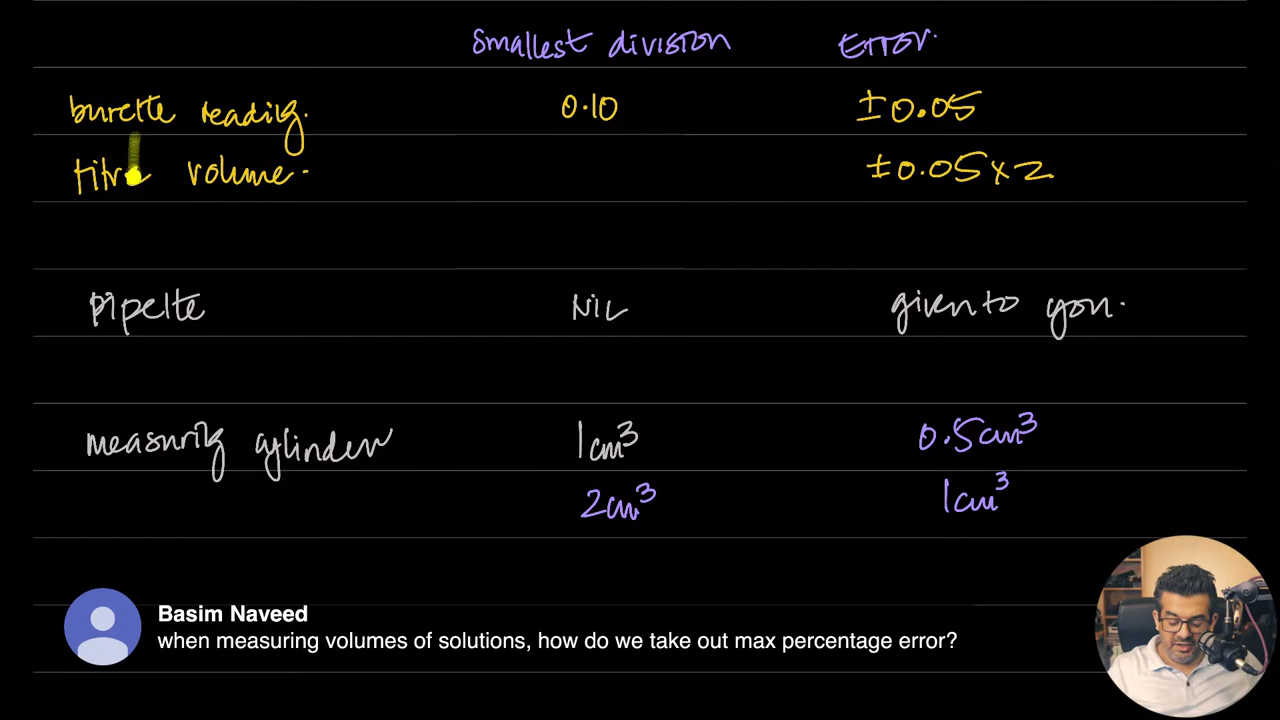 smallest division Error.
burette reading. 0.10 ±0.05
titre volume. ±0.05x2
pipette Nil given to you.
measuring cylinder 1cm³ 0.5cm³
2cm³ 1cm³
Basim Naveed
when measuring volumes of solutions, how do we take out max percentage error?